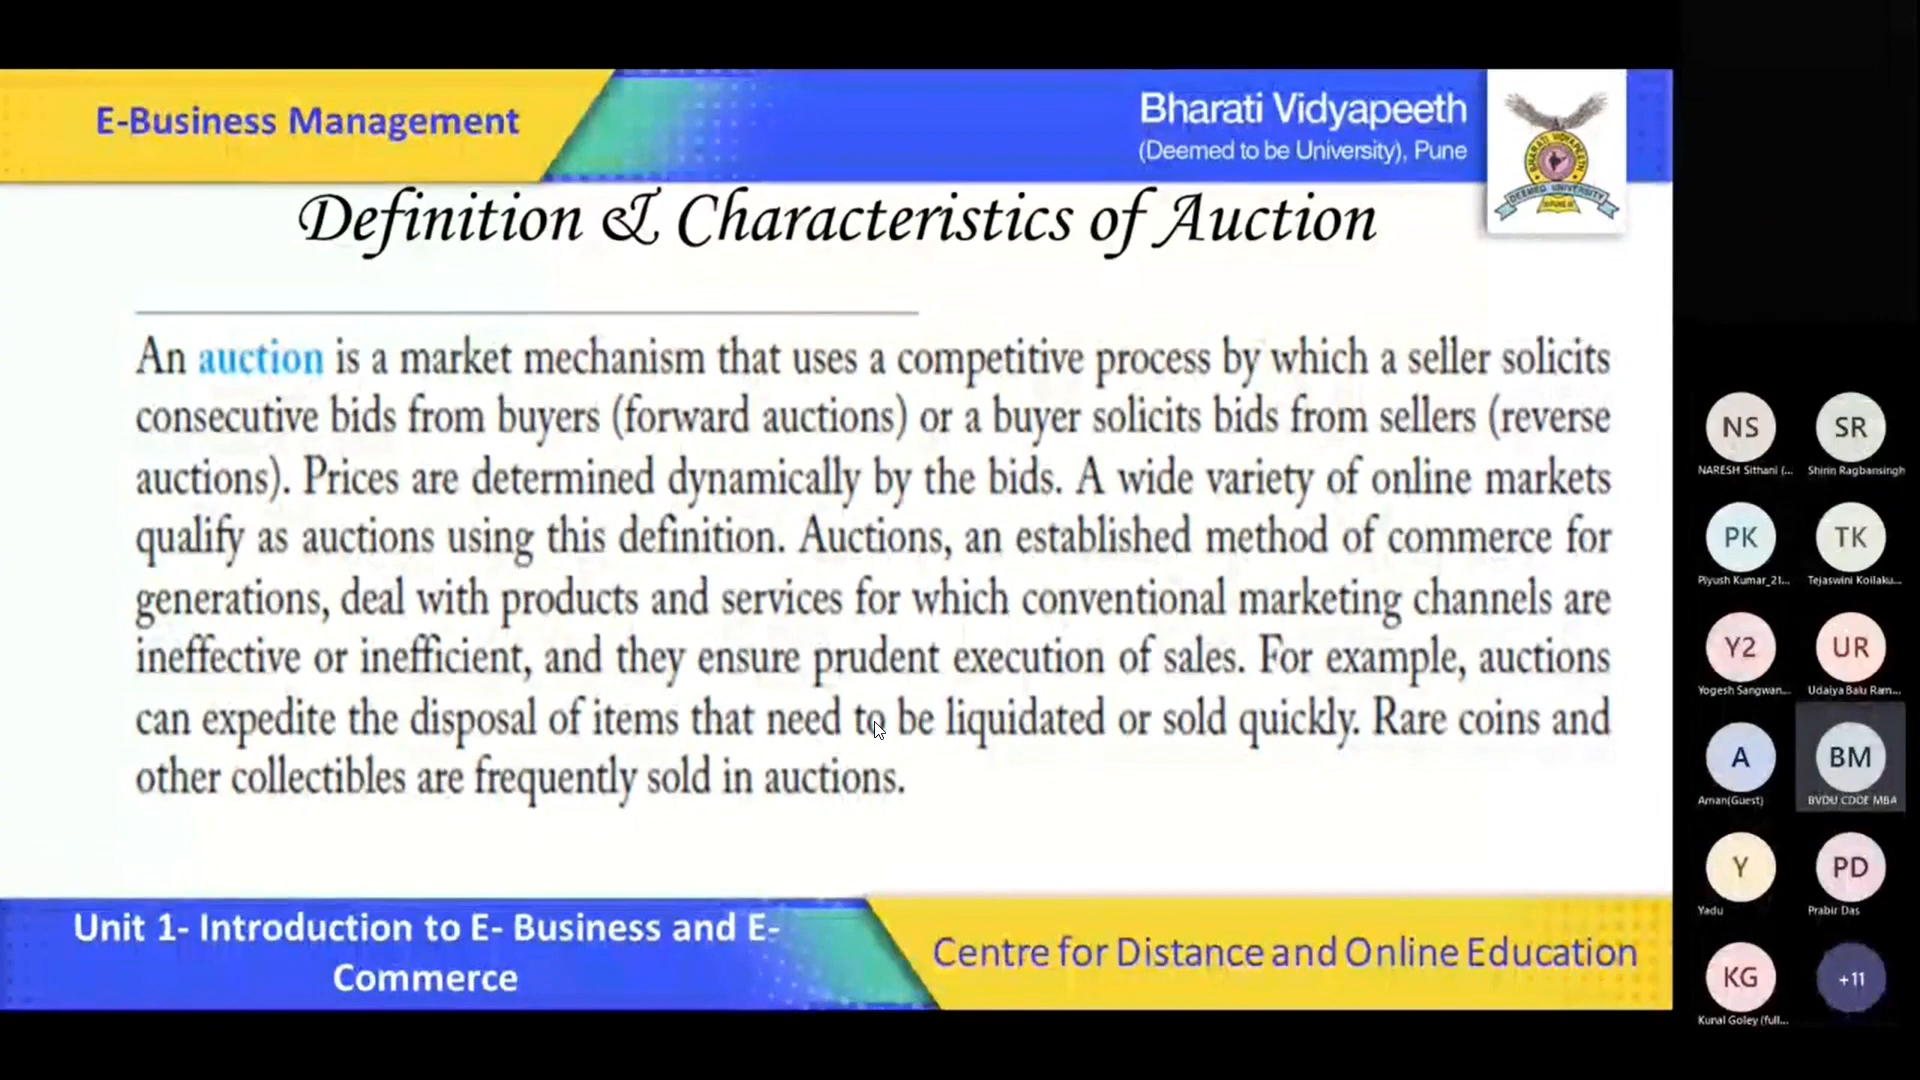 E-Business Management
Bharati Vidyapeeth
(Deemed to be University), Pune
BHARATI VIDYAPEETH
DEEMED UNIVERSITY
Definition & Characteristics of Auction
An auction is a market mechanism that uses a competitive process by which a seller solicits
consecutive bids from buyers (forward auctions) or a buyer solicits bids from sellers (reverse
auctions). Prices are determined dynamically by the bids. A wide variety of online markets
qualify as auctions using this definition. Auctions, an established method of commerce for
generations, deal with products and services for which conventional marketing channels are
ineffective or inefficient, and they ensure prudent execution of sales. For example, auctions
can expedite the disposal of items that need to be liquidated or sold quickly. Rare coins and
other collectibles are frequently sold in auctions.
Unit 1- Introduction to E- Business and E-
Commerce
Centre for Distance and Online Education
NS
NARESH Sithani (...
SR
Shirin Ragbansingh
PK
Piyush Kumar_21...
TK
Tejaswini Koilaku...
Y2
Yogesh Sangwan...
UR
Udaiya Balu Ram...
A
Aman(Guest)
BM
BVDU CDOE MBA
Y
Yadu
PD
Prabir Das
KG
Kunal Goley (full...
+11